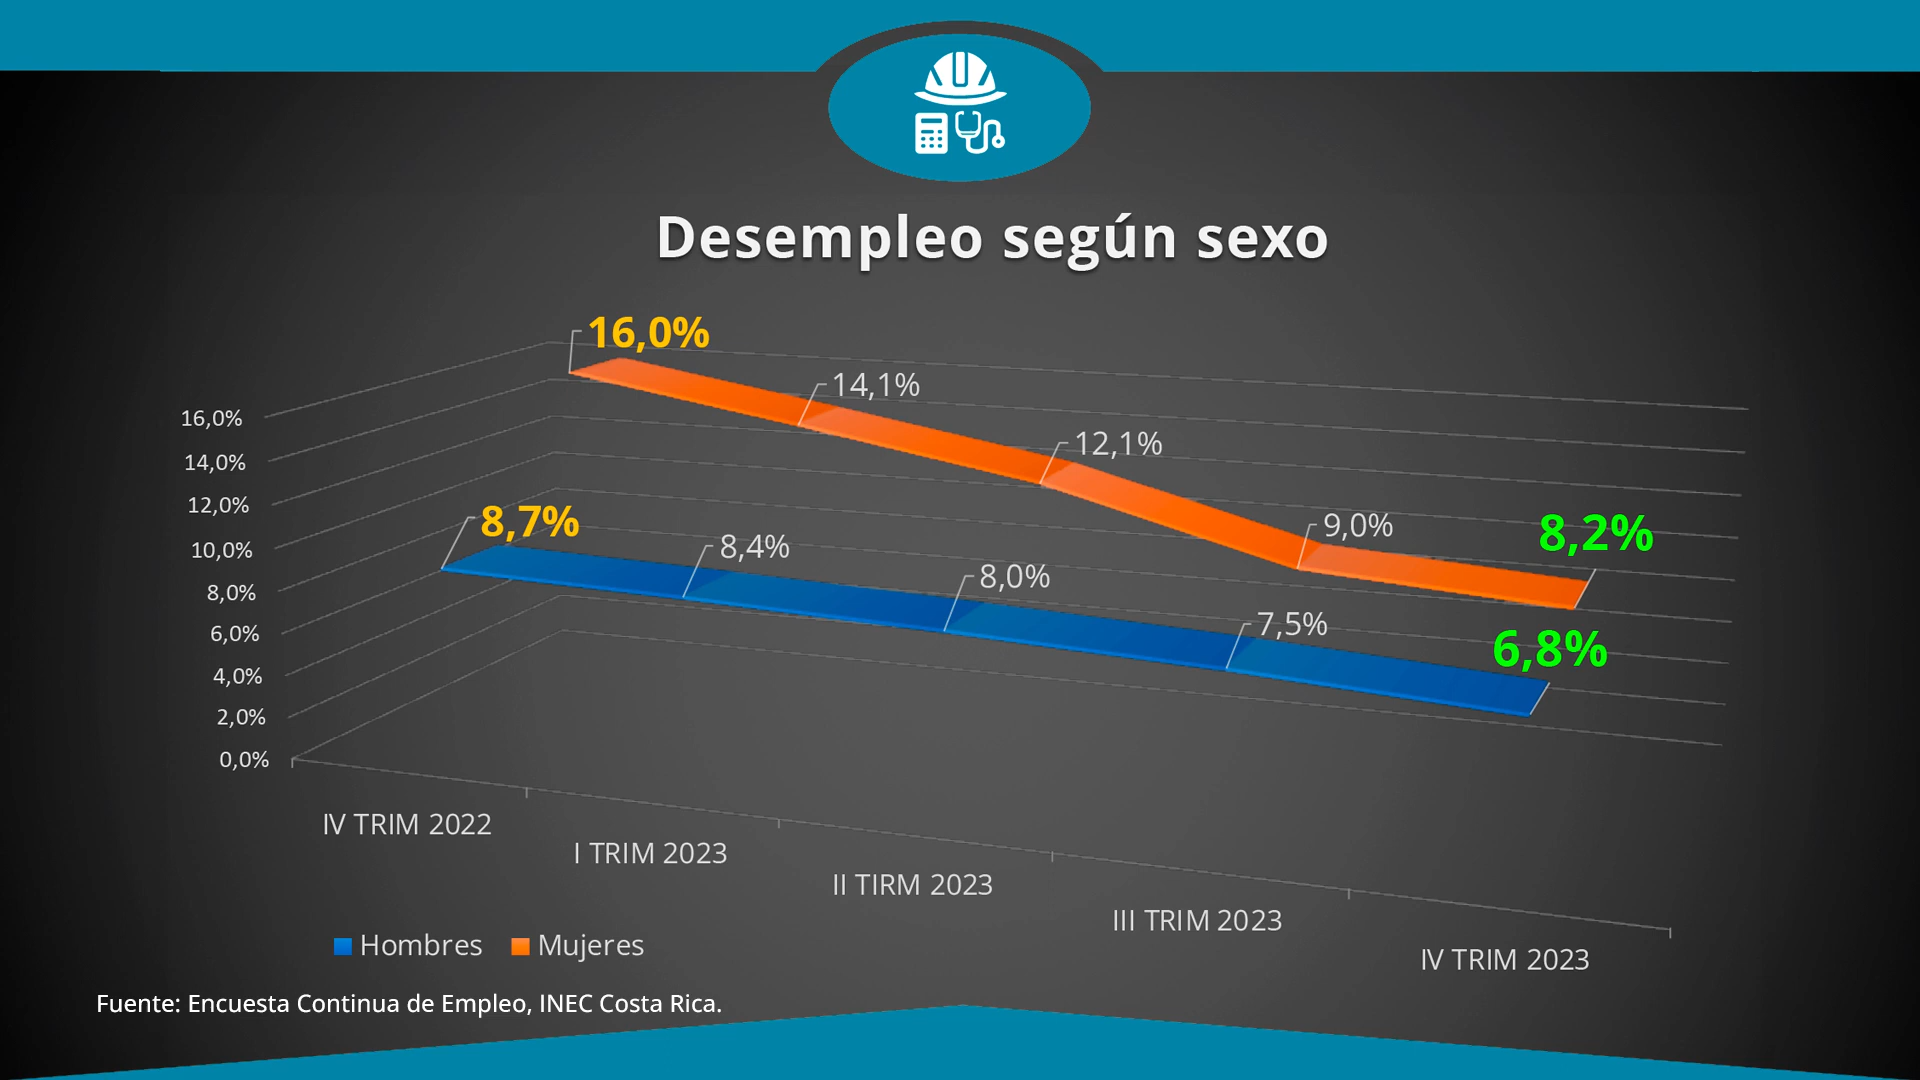 Desempleo según sexo
16,0%
14,1%
12,1%
9,0%
8,2%
8,7%
8,4%
8,0%
7,5%
6,8%
16,0%
14,0%
12,0%
10,0%
8,0%
6,0%
4,0%
2,0%
0,0%
IV TRIM 2022
I TRIM 2023
II TIRM 2023
III TRIM 2023
IV TRIM 2023
Hombres Mujeres
Fuente: Encuesta Continua de Empleo, INEC Costa Rica.